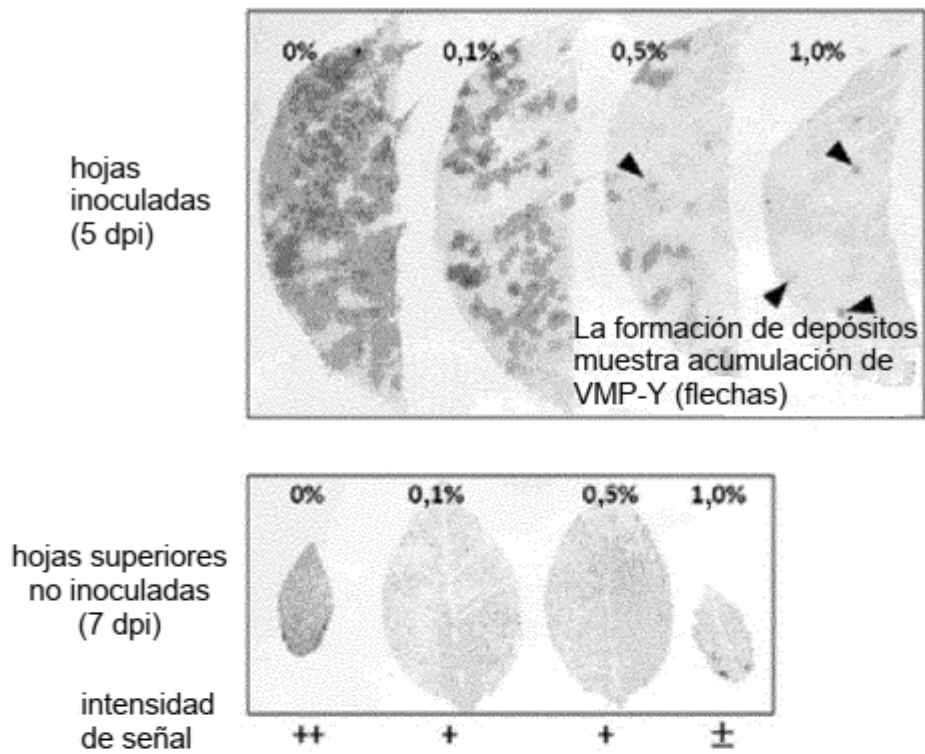 0% 0,1% 0,5% 1,0%
hojas
inoculadas
(5 dpi)
La formación de depósitos
muestra acumulación de
VMP-Y (flechas)
0% 0,1% 0,5% 1,0%
hojas superiores
no inoculadas
(7 dpi)
intensidad
de señal
++ + + ±